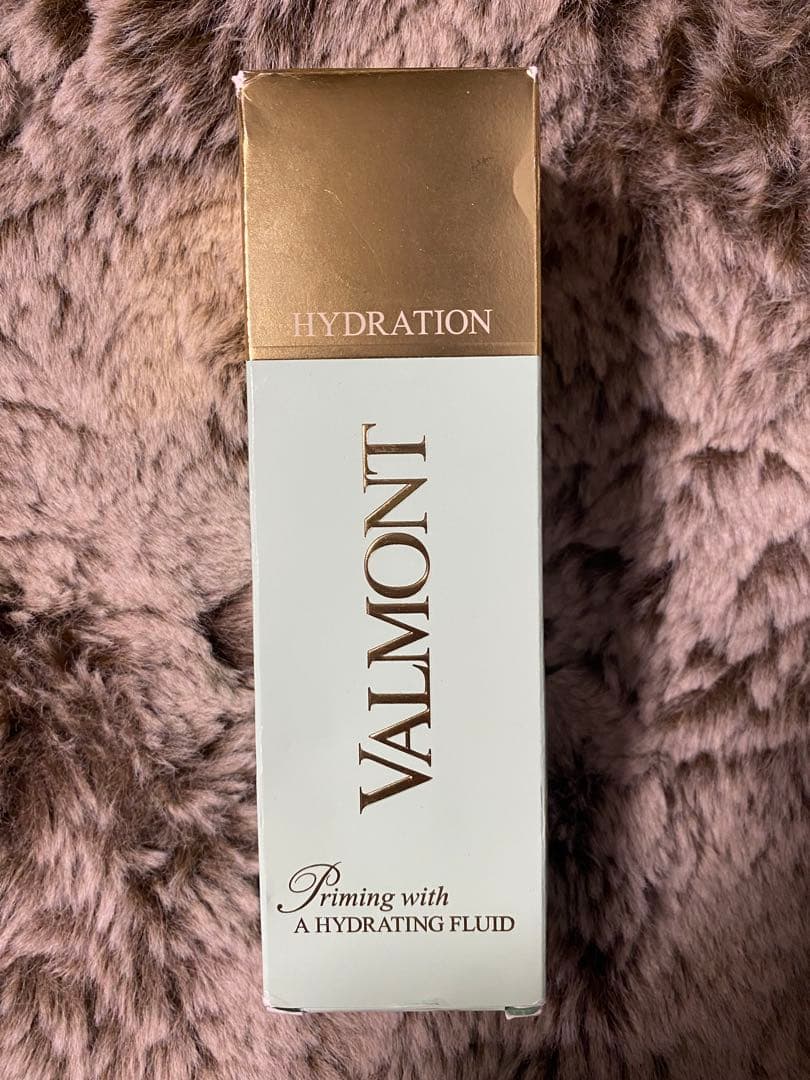 HYDRATION
VALMONT
Priming with
A HYDRATING FLUID